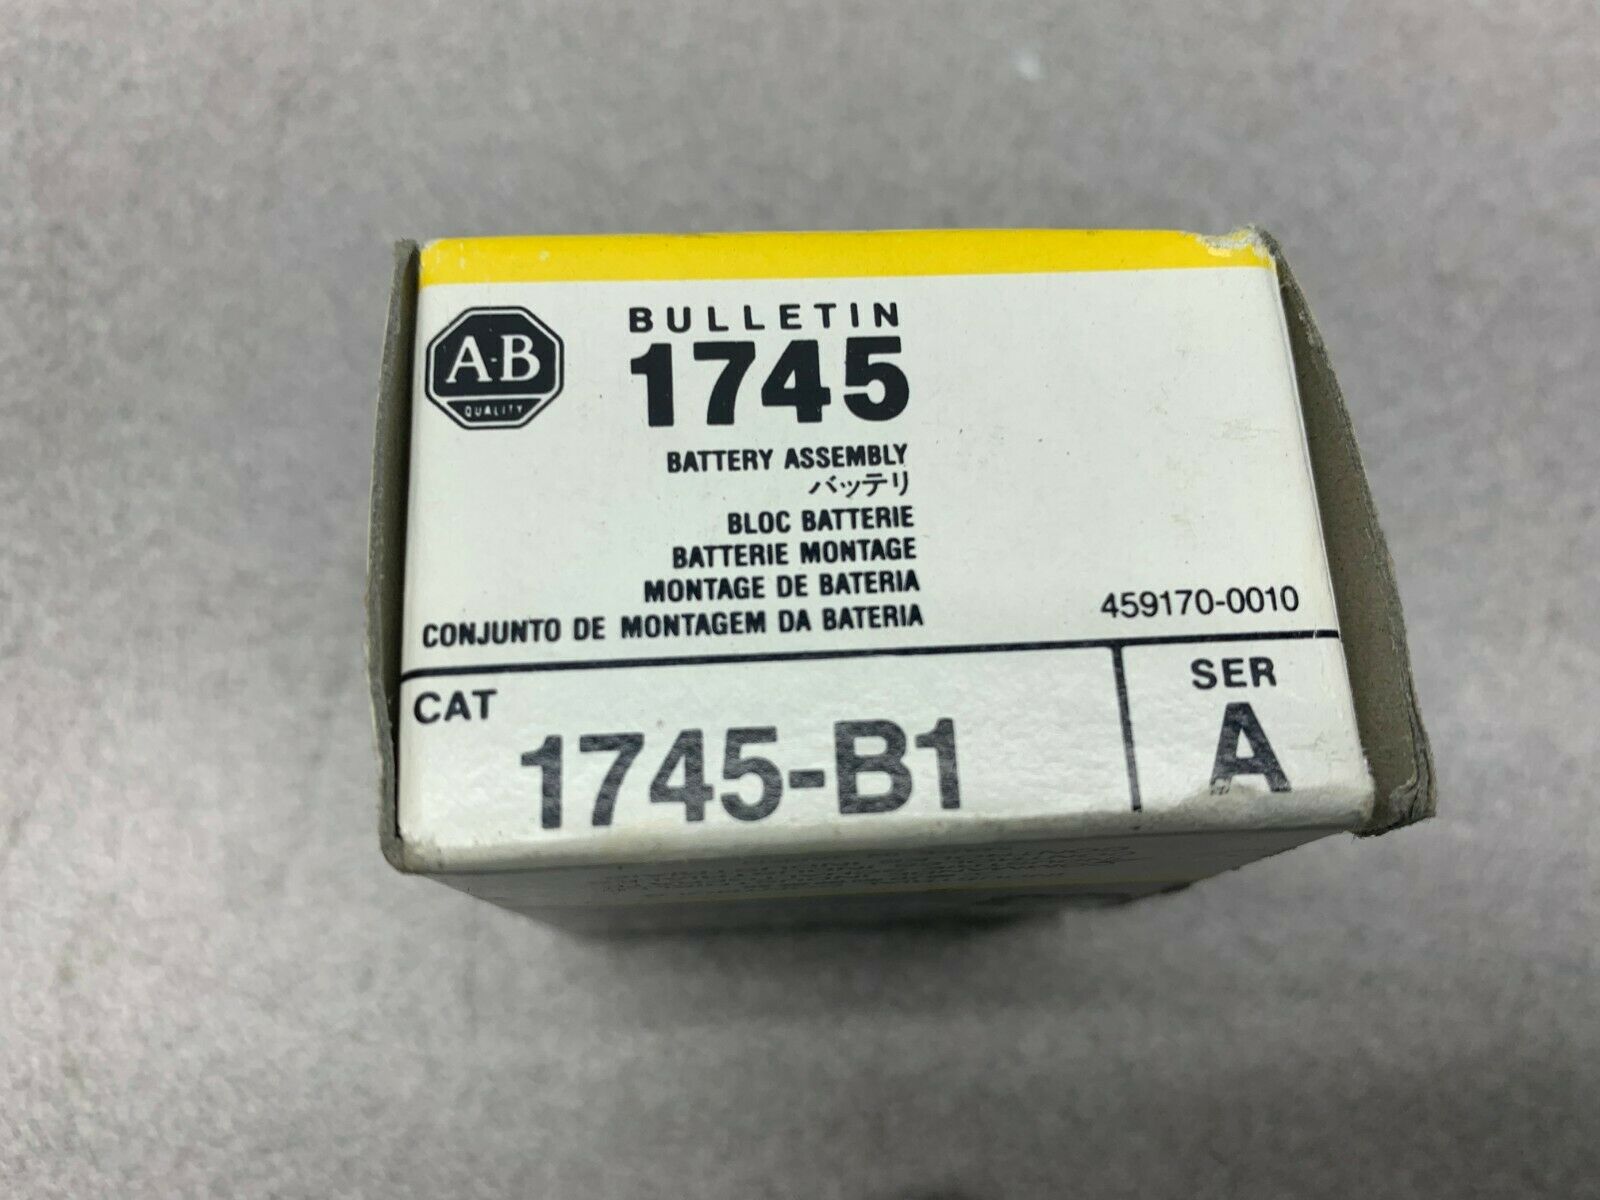 A-B
QUALITY
BULLETIN
1745
BATTERY ASSEMBLY
バッテリ
BLOC BATTERIE
BATTERIE MONTAGE
MONTAGE DE BATERIA
CONJUNTO DE MONTAGEM DA BATERIA
459170-0010
CAT
1745-B1
SER
A